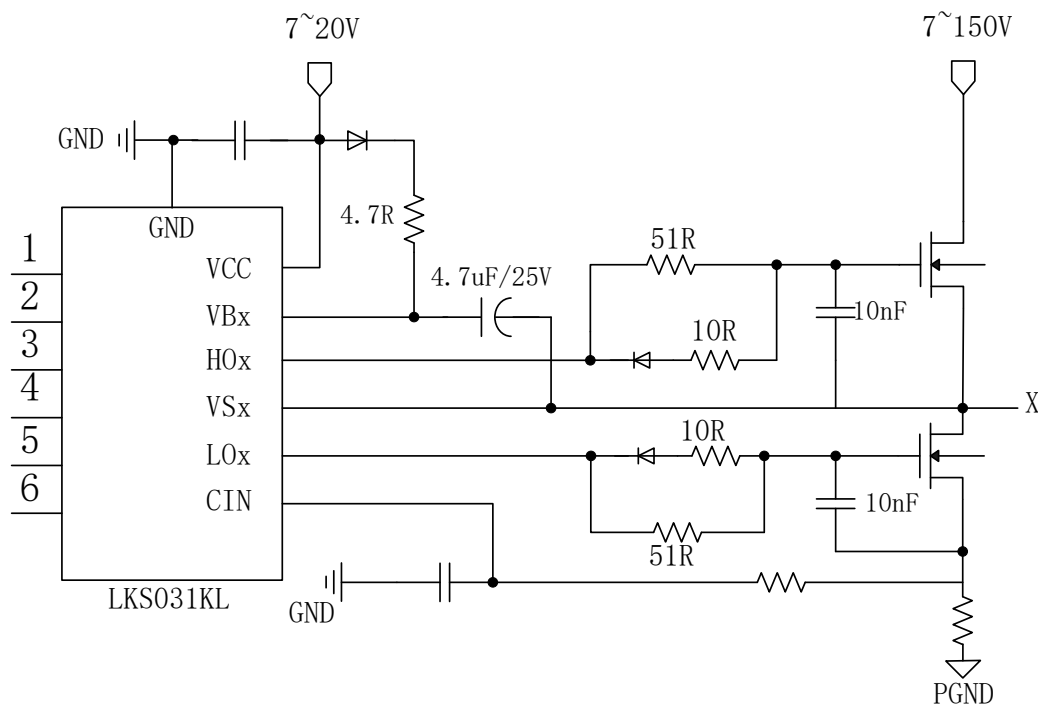 7~20V
7~150V
GND
GND
4.7R
1
2
3
4
5
6
VCC
VBx
HOx
VSx
LOx
CIN
4.7uF/25V
51R
10R
10nF
X
10R
10nF
51R
LKS031KL
GND
PGND